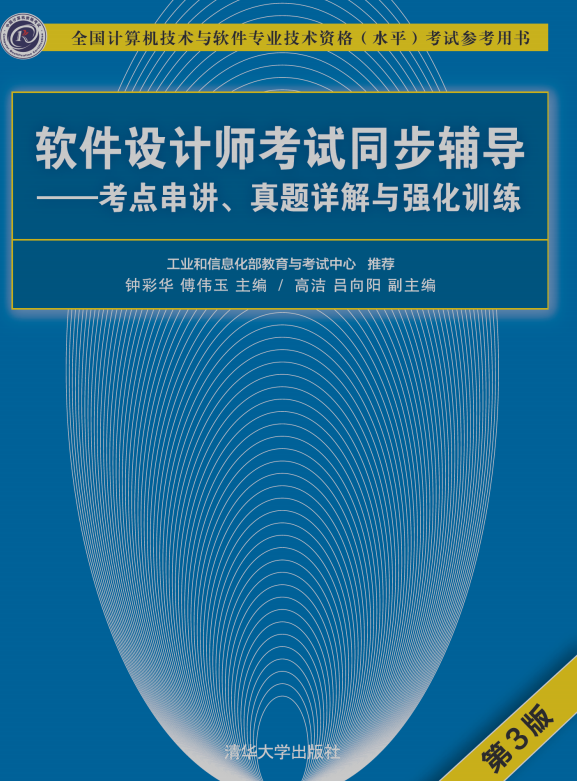 全国计算机技术与软件专业技术资格（水平）考试参考用书
软件设计师考试同步辅导
——考点串讲、真题详解与强化训练
工业和信息化部教育与考试中心 推荐
钟彩华 傅伟玉 主编 / 高洁 吕向阳 副主编
清华大学出版社
第3版